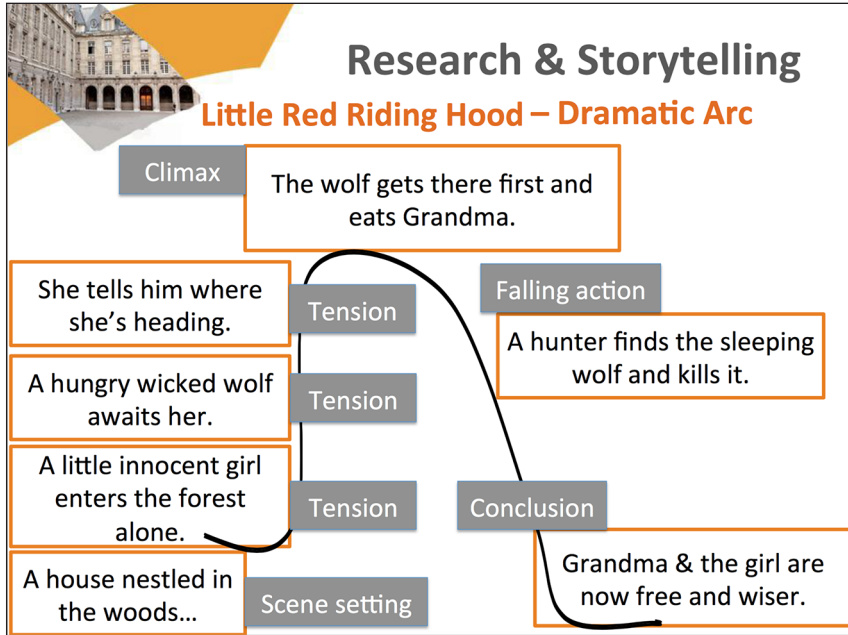 Research & Storytelling
Little Red Riding Hood – Dramatic Arc
Climax
The wolf gets there first and
eats Grandma.
She tells him where
she’s heading.
Tension
Falling action
A hunter finds the sleeping
wolf and kills it.
A hungry wicked wolf
awaits her.
Tension
A little innocent girl
enters the forest
alone.
Tension
Conclusion
Grandma & the girl are
now free and wiser.
A house nestled in
the woods...
Scene setting